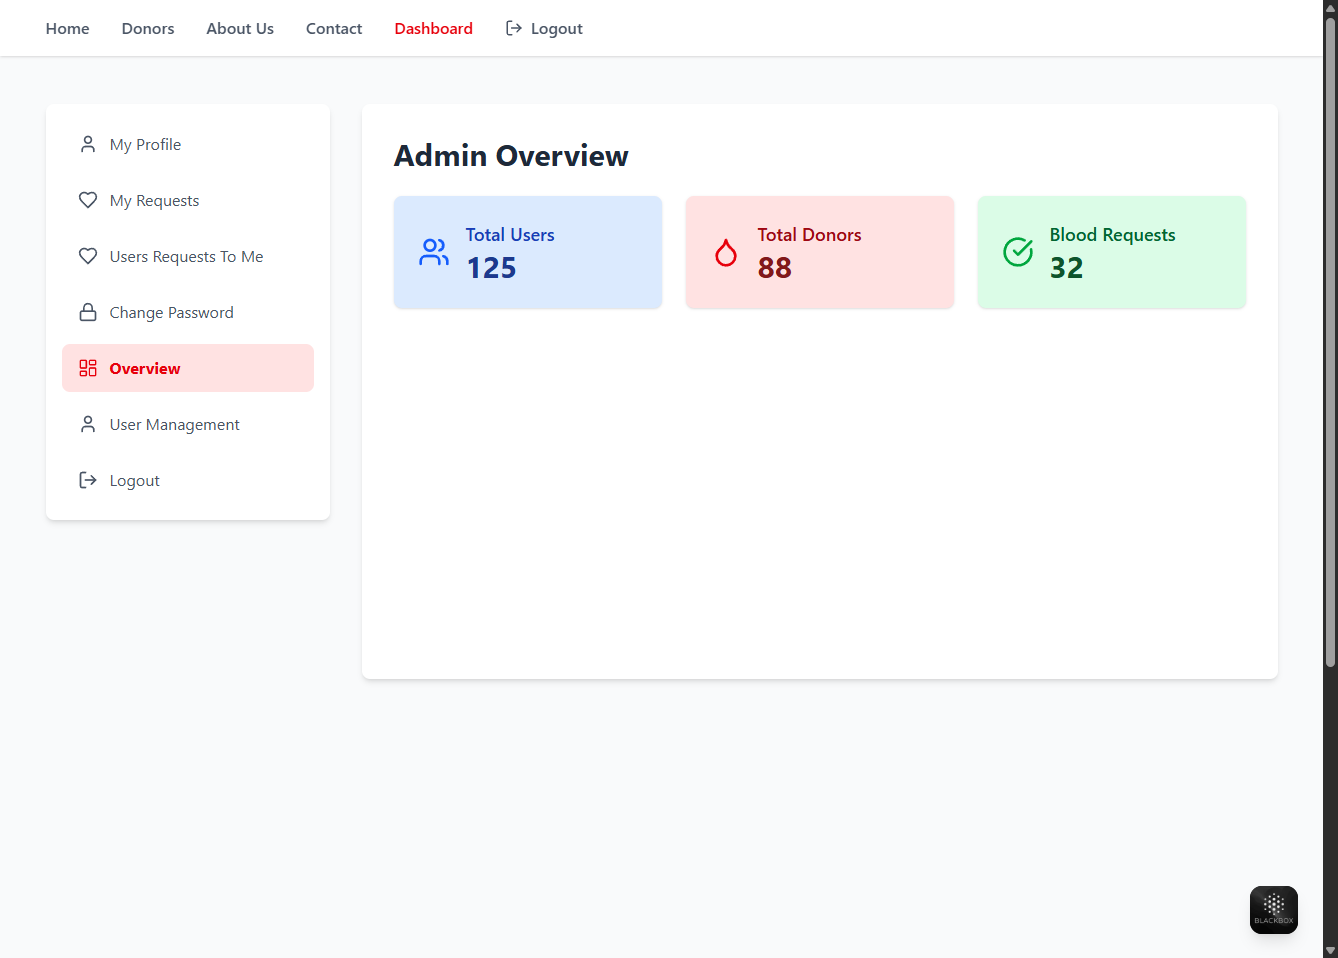 Home Donors About Us Contact Dashboard Logout
My Profile
My Requests
Users Requests To Me
Change Password
Overview
User Management
Logout
Admin Overview
Total Users
125
Total Donors
88
Blood Requests
32
BLACKBOX